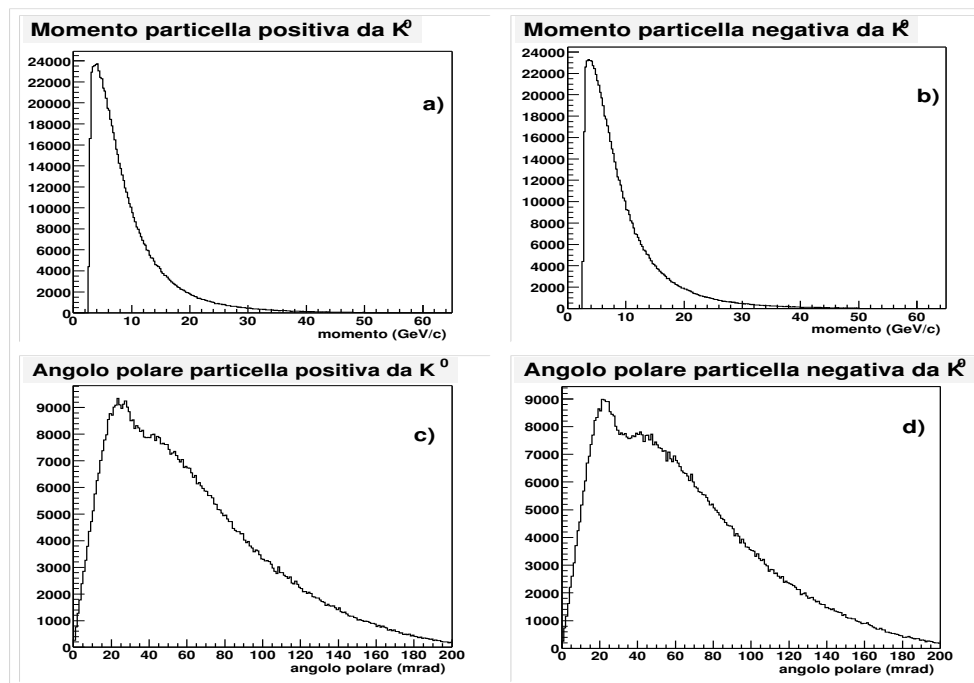 Momento particella positiva da K⁰
24000
22000
20000
18000
16000
14000
12000
10000
8000
6000
4000
2000
0
a)
0 10 20 30 40 50 60
momento (GeV/c)
Momento particella negativa da K⁰
24000
22000
20000
18000
16000
14000
12000
10000
8000
6000
4000
2000
0
b)
0 10 20 30 40 50 60
momento (GeV/c)
Angolo polare particella positiva da K⁰
9000
8000
7000
6000
5000
4000
3000
2000
1000
0
c)
0 20 40 60 80 100 120 140 160 180 200
angolo polare (mrad)
Angolo polare particella negativa da K⁰
9000
8000
7000
6000
5000
4000
3000
2000
1000
0
d)
0 20 40 60 80 100 120 140 160 180 200
angolo polare (mrad)